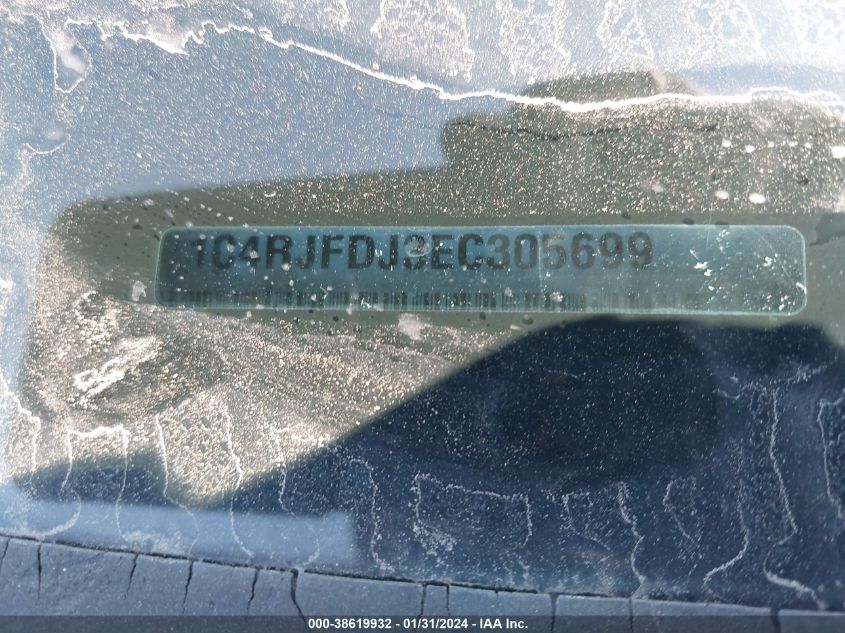 1C4RJFDJ3EC305699
000-38619932 - 01/31/2024 - IAA Inc.